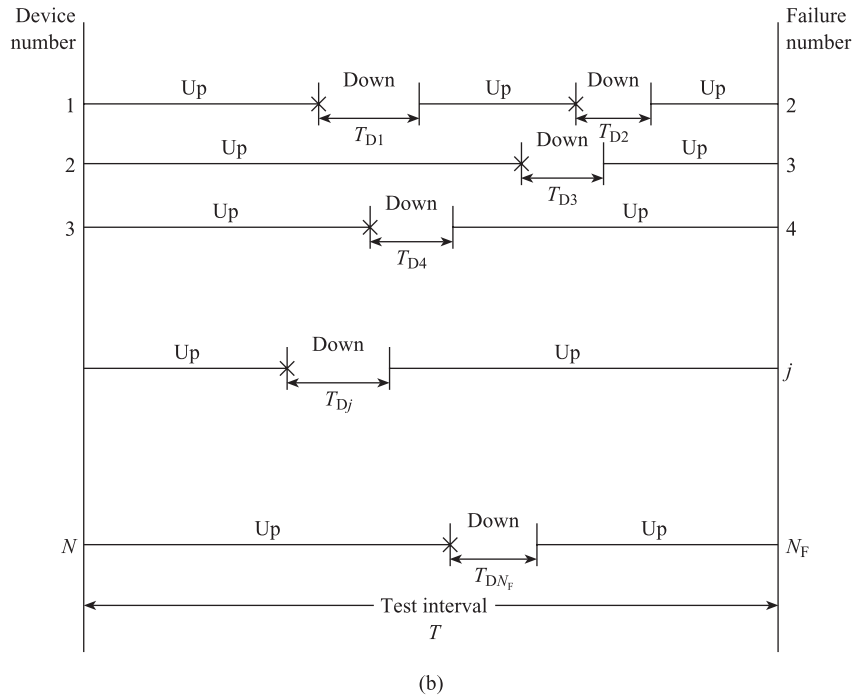 Device number
Failure number
Up Down Up Down Up
1 2
T_D1 T_D2
Up Down Up
2 3
T_D3
Up Down Up
3 4
T_D4
Up Down Up
j
T_Dj
Up Down Up
N N_F
T_DN_F
Test interval
T
(b)